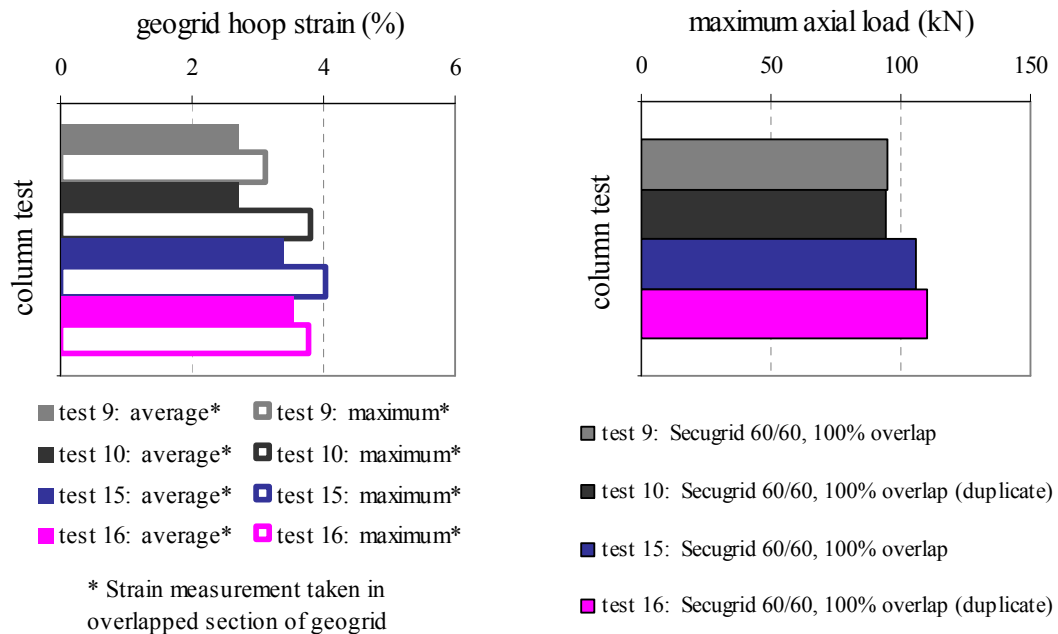 geogrid hoop strain (%)
0 2 4 6
column test
test 9: average*
test 9: maximum*
test 10: average*
test 10: maximum*
test 15: average*
test 15: maximum*
test 16: average*
test 16: maximum*
* Strain measurement taken in
overlapped section of geogrid
maximum axial load (kN)
0 50 100 150
column test
test 9: Secugrid 60/60, 100% overlap
test 10: Secugrid 60/60, 100% overlap (duplicate)
test 15: Secugrid 60/60, 100% overlap
test 16: Secugrid 60/60, 100% overlap (duplicate)